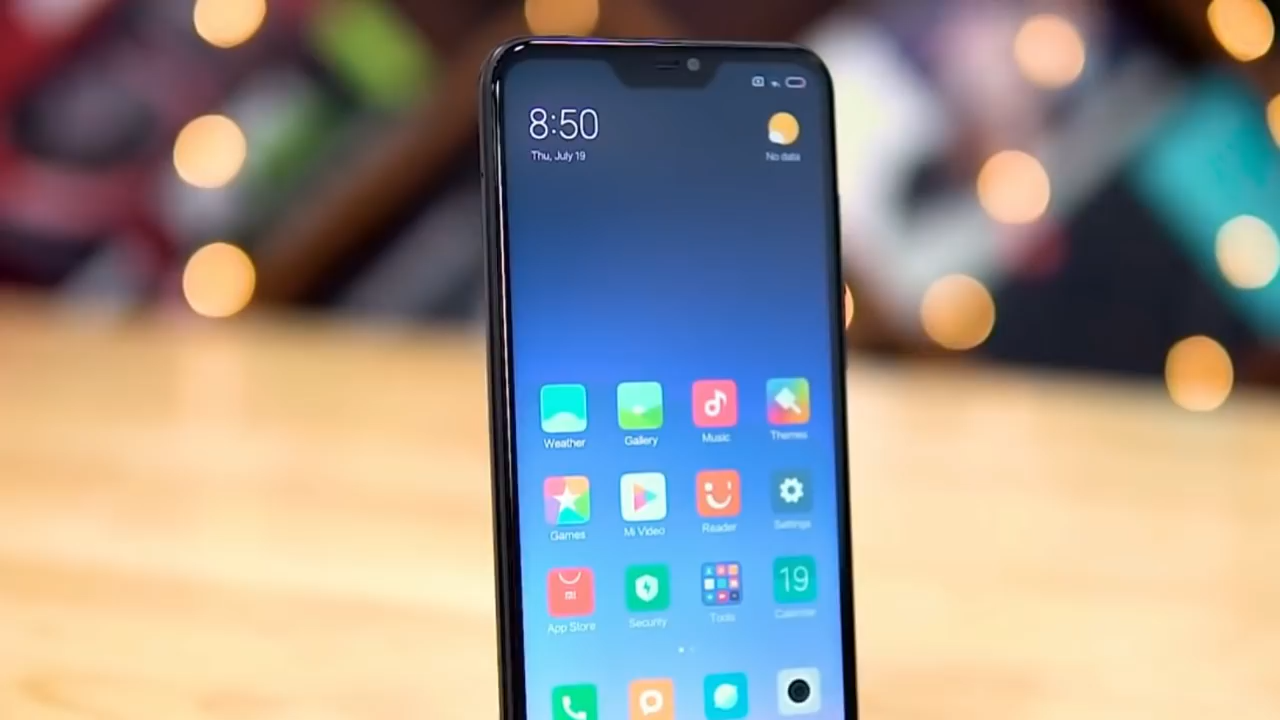 8:50
Thu, July 19
No data
Weather Gallery Music Themes
Games Mi Video Reader Settings
mi
App Store Security Tools Calendar
19